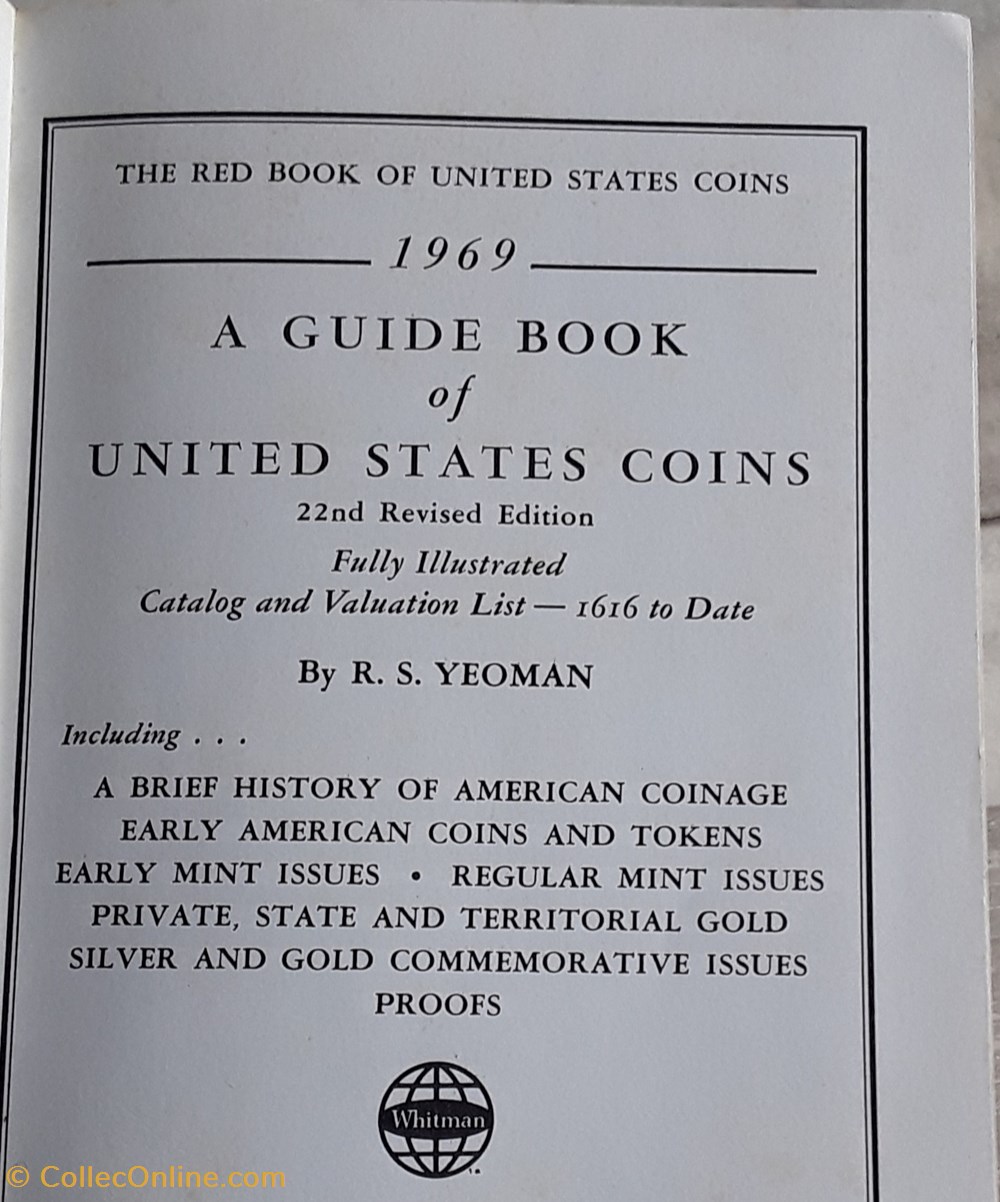 THE RED BOOK OF UNITED STATES COINS
1969
A GUIDE BOOK
of
UNITED STATES COINS
22nd Revised Edition
Fully Illustrated
Catalog and Valuation List — 1616 to Date
By R. S. YEOMAN
Including . . .
A BRIEF HISTORY OF AMERICAN COINAGE
EARLY AMERICAN COINS AND TOKENS
EARLY MINT ISSUES • REGULAR MINT ISSUES
PRIVATE, STATE AND TERRITORIAL GOLD
SILVER AND GOLD COMMEMORATIVE ISSUES
PROOFS
Whitman
© CollecOnline.com